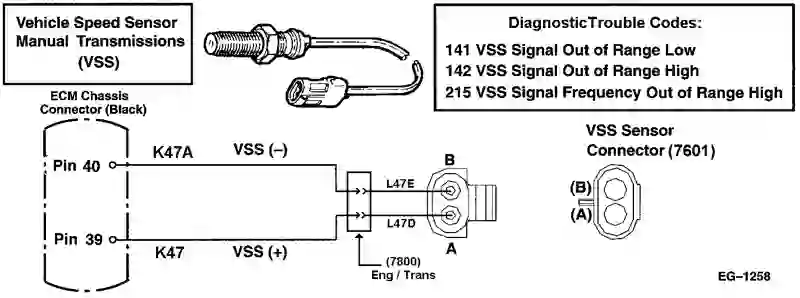 Vehicle Speed Sensor
Manual Transmissions
(VSS)
DiagnosticTrouble Codes:
141 VSS Signal Out of Range Low
142 VSS Signal Out of Range High
215 VSS Signal Frequency Out of Range High
ECM Chassis
Connector (Black)
VSS Sensor
Connector (7601)
Pin 40
K47A
VSS (–)
L47E
B
(B)
(A)
L47D
A
Pin 39
K47
VSS (+)
(7800)
Eng / Trans
EG–1258